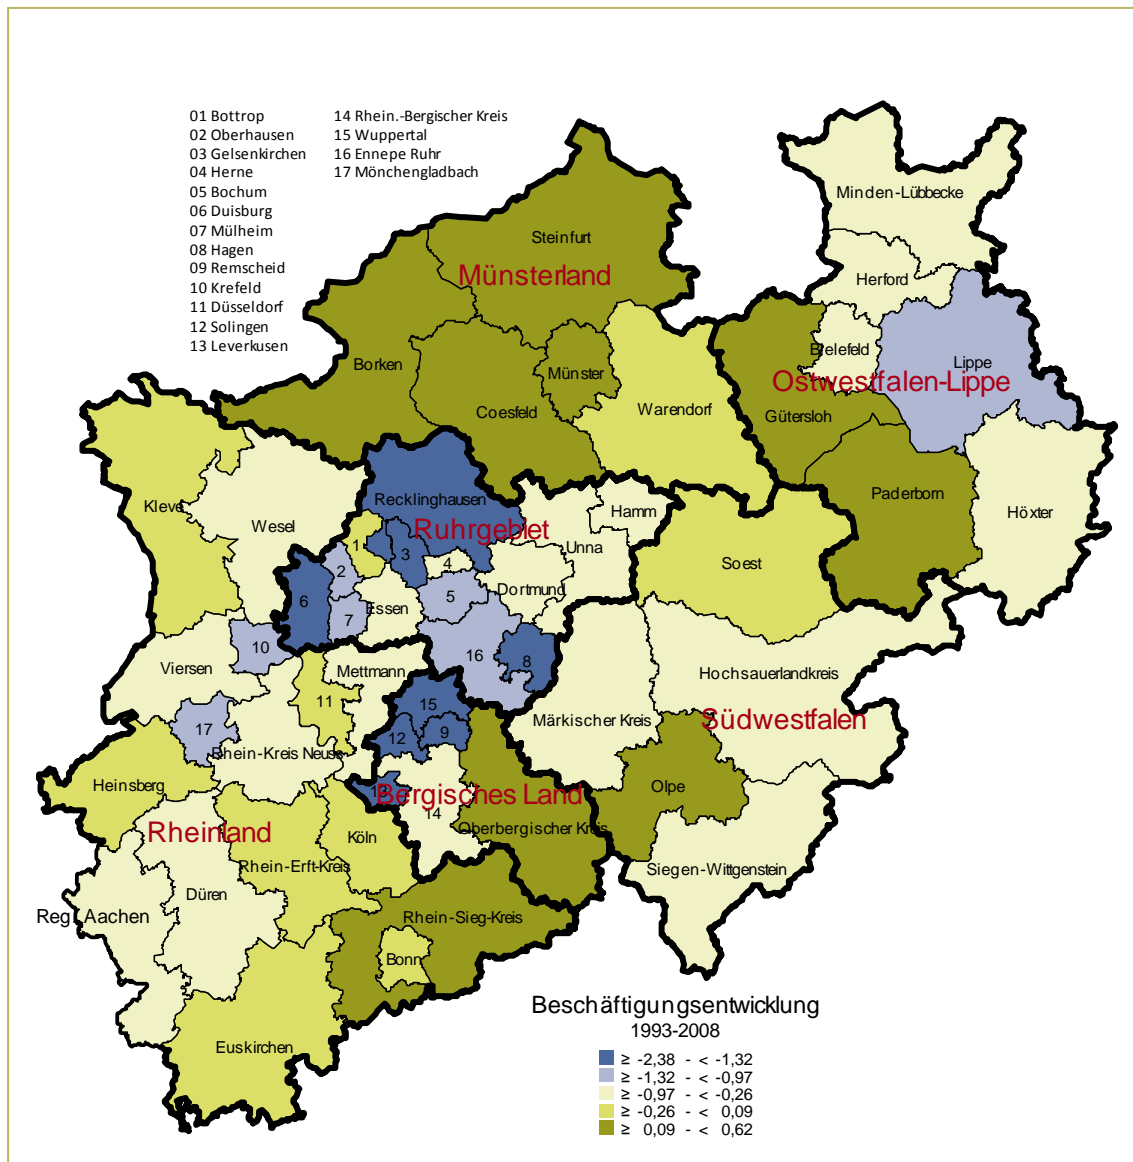 01 Bottrop
02 Oberhausen
03 Gelsenkirchen
04 Herne
05 Bochum
06 Duisburg
07 Mülheim
08 Hagen
09 Remscheid
10 Krefeld
11 Düsseldorf
12 Solingen
13 Leverkusen
14 Rhein.-Bergischer Kreis
15 Wuppertal
16 Ennepe Ruhr
17 Mönchengladbach
Minden-Lübbecke
Steinfurt
Münsterland
Herford
Bielefeld
Lippe
Borken
Münster
Ostwestfalen-Lippe
Coesfeld
Warendorf
Gütersloh
Kleve
Recklinghausen
Paderborn
Wesel
Ruhrgebiet
Hamm
Höxter
1
3
Unna
4
Soest
2
Dortmund
6
5
Essen
7
10
16
8
Viersen
Mettmann
Hochsauerlandkreis
11
15
Märkischer Kreis
Südwestfalen
17
12
9
Rhein-Kreis Neuss
Heinsberg
Olpe
Bergisches Land
14
Rheinland
Köln
Oberbergischer Kreis
Rhein-Erft-Kreis
Siegen-Wittgenstein
Düren
Reg. Aachen
Rhein-Sieg-Kreis
Bonn
Euskirchen
Beschäftigungsentwicklung
1993-2008
≥ -2,38 - < -1,32
≥ -1,32 - < -0,97
≥ -0,97 - < -0,26
≥ -0,26 - < 0,09
≥ 0,09 - < 0,62